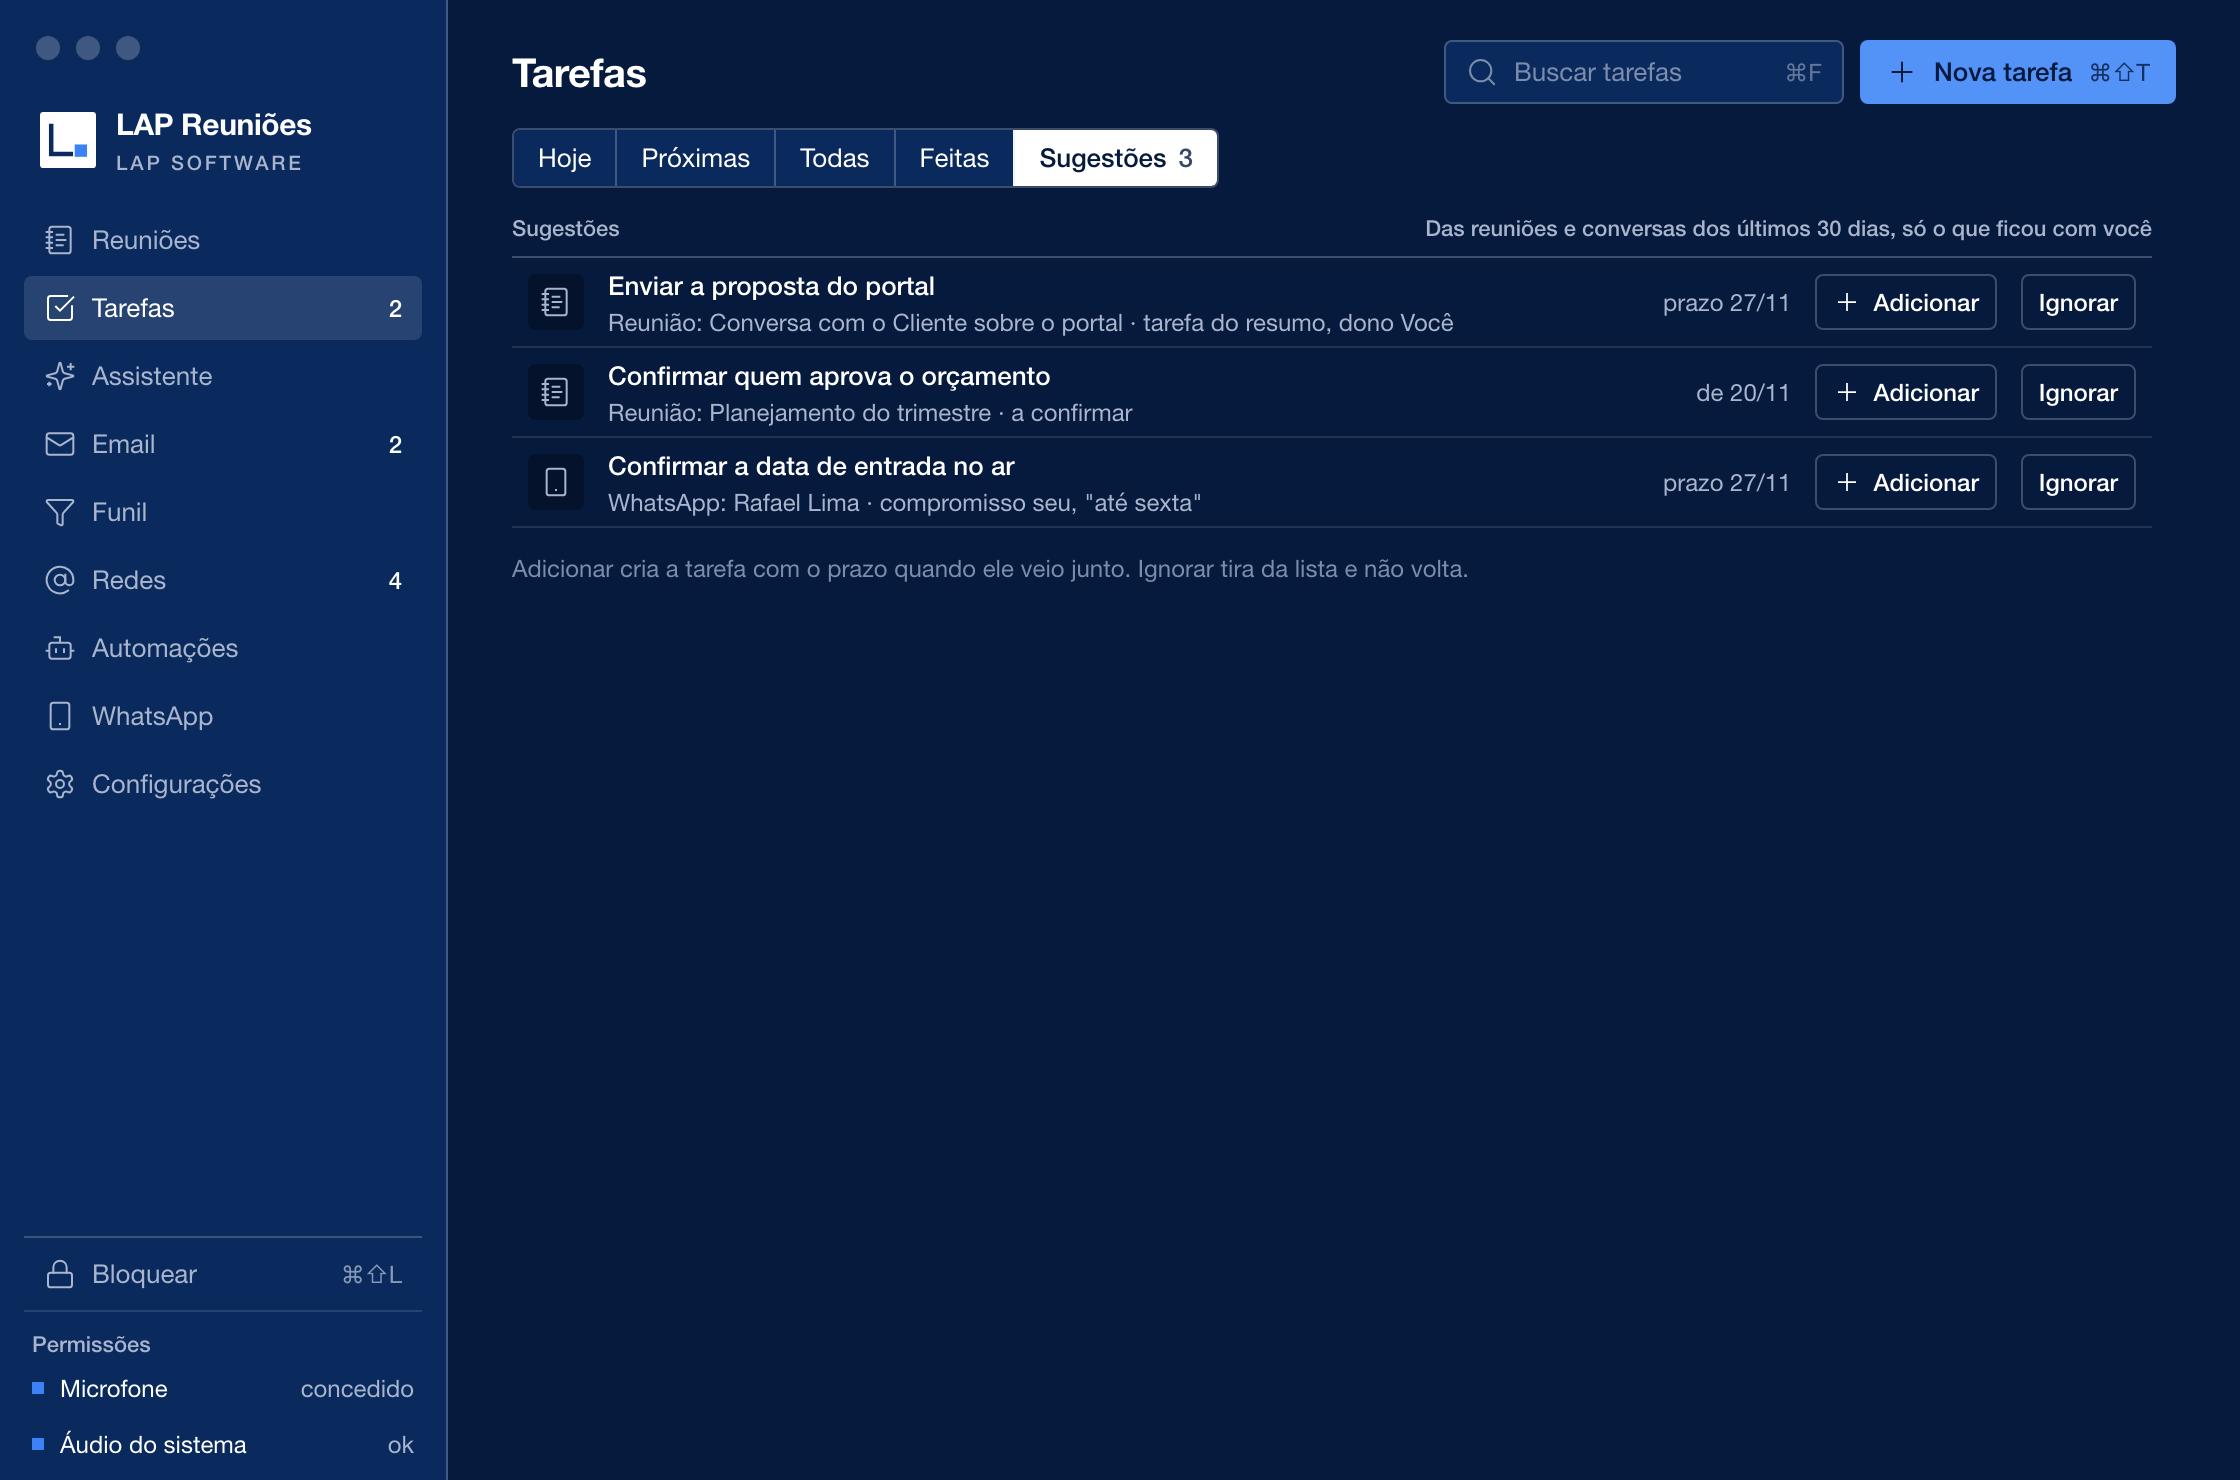 LAP Reuniões
LAP SOFTWARE
Reuniões
Tarefas 2
Assistente
Email 2
Funil
Redes 4
Automações
WhatsApp
Configurações
Bloquear ⌘⇧L
Permissões
Microfone concedido
Áudio do sistema ok
Tarefas
Buscar tarefas ⌘F
+ Nova tarefa ⌘⇧T
Hoje Próximas Todas Feitas Sugestões 3
Sugestões Das reuniões e conversas dos últimos 30 dias, só o que ficou com você
Enviar a proposta do portal
Reunião: Conversa com o Cliente sobre o portal · tarefa do resumo, dono Você
prazo 27/11 + Adicionar Ignorar
Confirmar quem aprova o orçamento
Reunião: Planejamento do trimestre · a confirmar
de 20/11 + Adicionar Ignorar
Confirmar a data de entrada no ar
WhatsApp: Rafael Lima · compromisso seu, "até sexta"
prazo 27/11 + Adicionar Ignorar
Adicionar cria a tarefa com o prazo quando ele veio junto. Ignorar tira da lista e não volta.